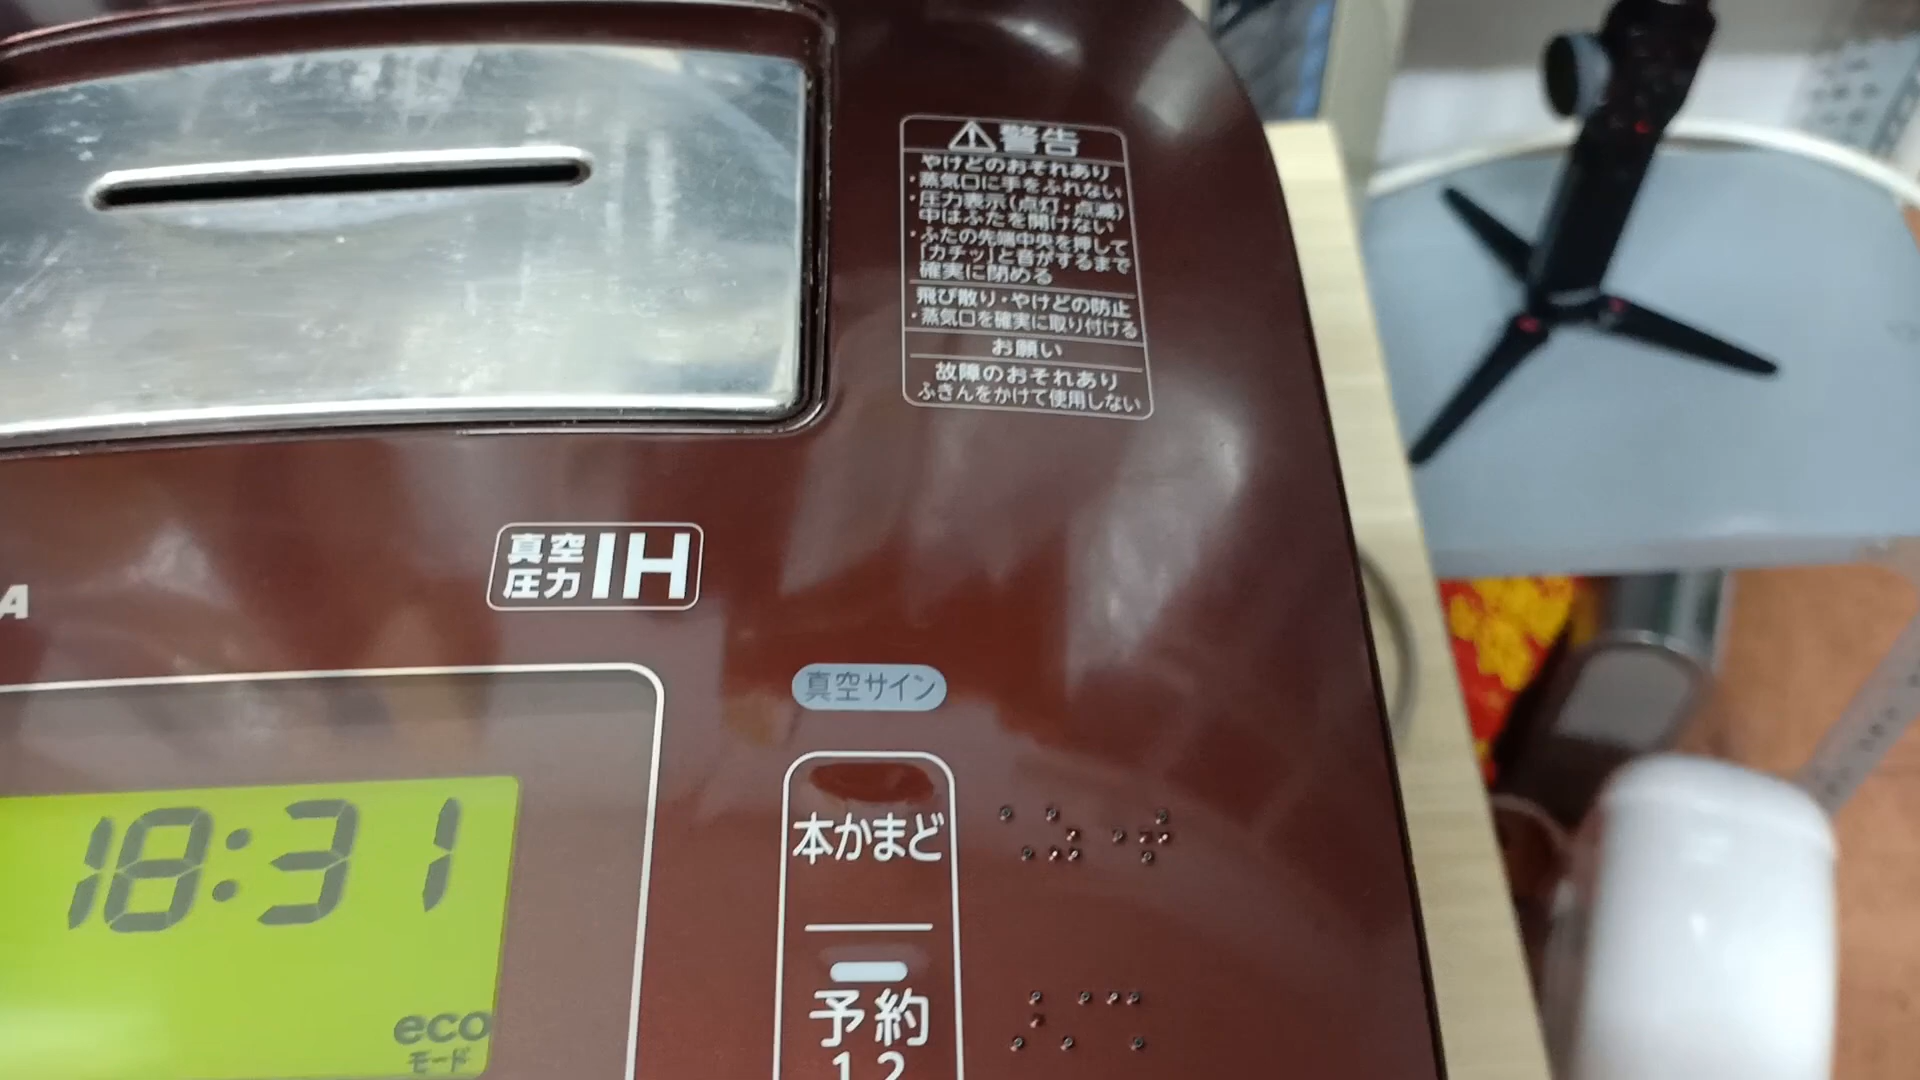 警告
やけどのおそれあり
・蒸気口に手をふれない
・圧力表示(点灯・点滅)
中はふたを開けない
・ふたの先端中央を押して
「カチッ」と音がするまで
確実に閉める
飛び散り・やけどの防止
・蒸気口を確実に取り付ける
お願い
故障のおそれあり
ふきんをかけて使用しない
真空
圧力IH
A
真空サイン
本かまど
18:31
予約
1 2
eco
モード